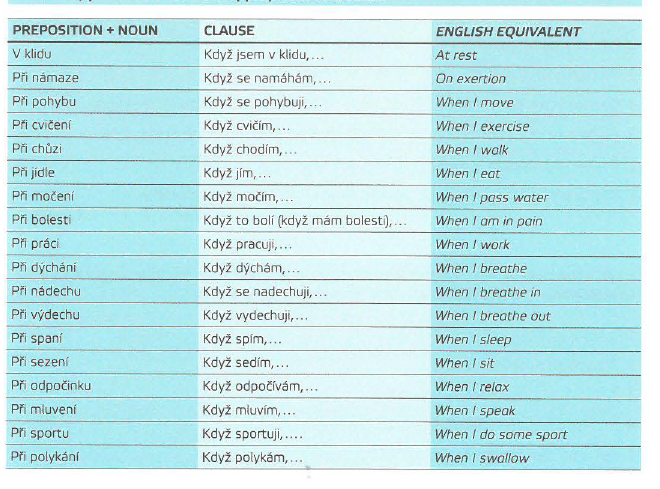 PREPOSITION + NOUN CLAUSE ENGLISH EQUIVALENT
V klidu Když jsem v klidu,... At rest
Při námaze Když se namáhám,... On exertion
Při pohybu Když se pohybuji,... When I move
Při cvičení Když cvičím,... When I exercise
Při chůzi Když chodím,... When I walk
Při jídle Když jím,... When I eat
Při močení Když močím,... When I pass water
Při bolesti Když to bolí (když mám bolesti),... When I am in pain
Při práci Když pracuji,... When I work
Při dýchání Když dýchám,... When I breathe
Při nádechu Když se nadechuji,... When I breathe in
Při výdechu Když vydechuji,... When I breathe out
Při spaní Když spím,... When I sleep
Při sezení Když sedím,... When I sit
Při odpočinku Když odpočívám,... When I relax
Při mluvení Když mluvím,... When I speak
Při sportu Když sportuji,.... When I do some sport
Při polykání Když polykám,... When I swallow